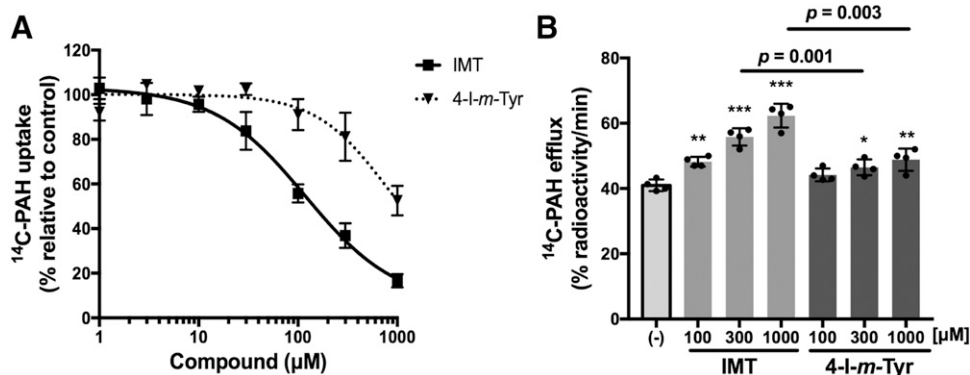 A
120
100
80
60
40
20
0
1
10
100
1000
¹⁴C-PAH uptake
(% relative to control)
Compound (µM)
IMT
4-I-m-Tyr
B
p = 0.003
p = 0.001
80
60
40
20
0
¹⁴C-PAH efflux
(% radioactivity/min)
**
***
***
*
**
(-) 100 300 1000 100 300 1000 [µM]
IMT 4-I-m-Tyr